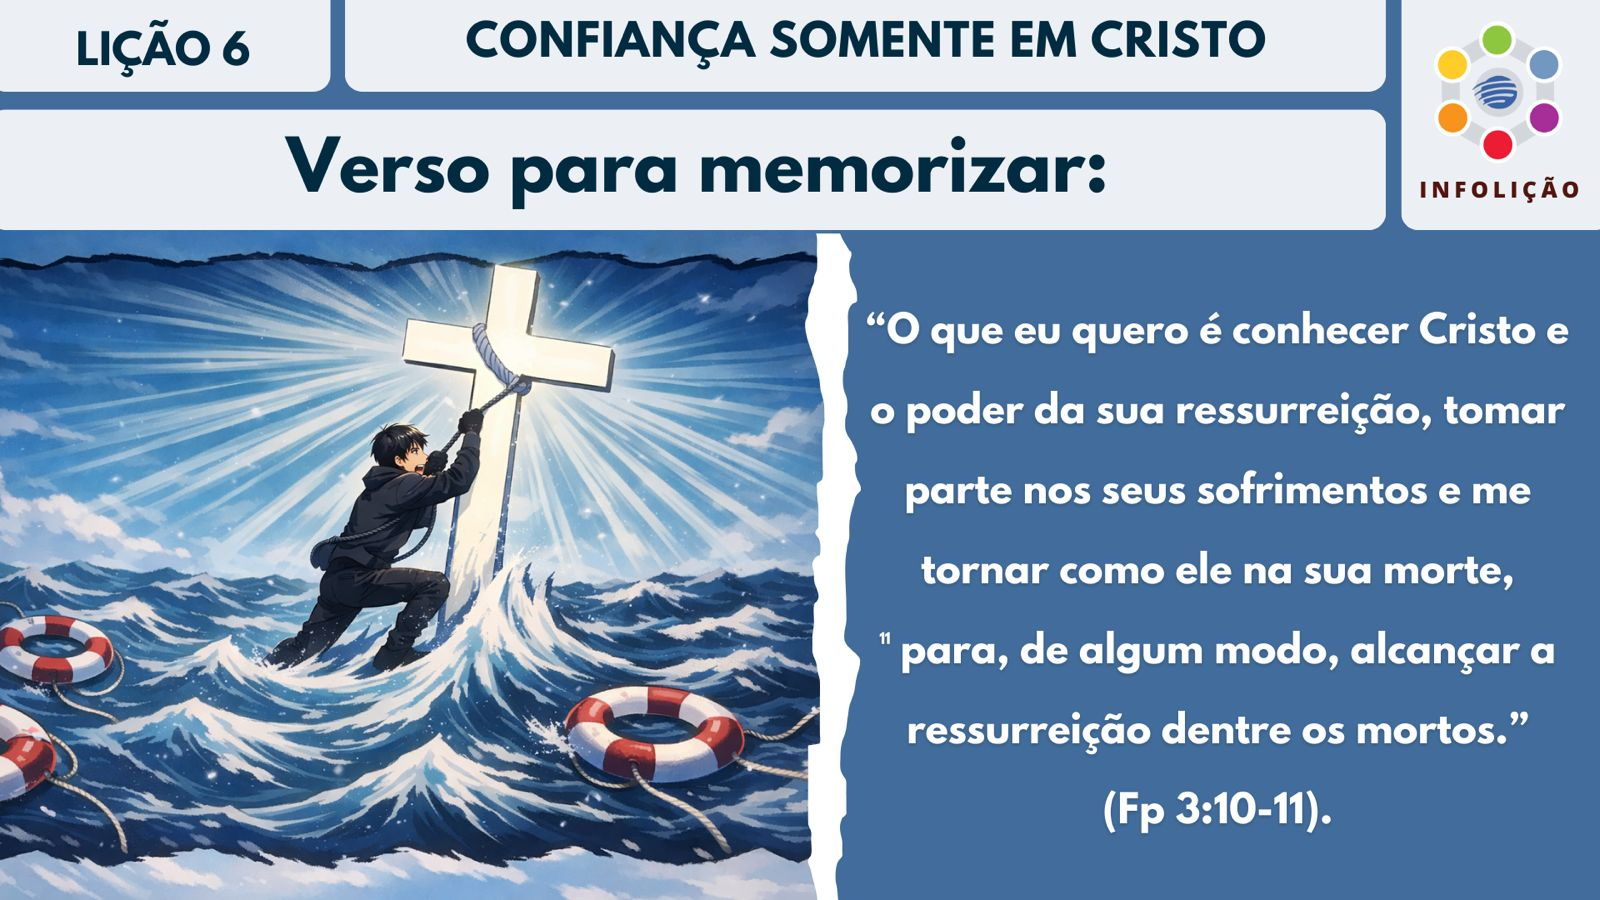 LIÇÃO 6
CONFIANÇA SOMENTE EM CRISTO
INFOLIÇÃO
Verso para memorizar:
“O que eu quero é conhecer Cristo e
o poder da sua ressurreição, tomar
parte nos seus sofrimentos e me
tornar como ele na sua morte,
¹¹ para, de algum modo, alcançar a
ressurreição dentre os mortos.”
(Fp 3:10-11).